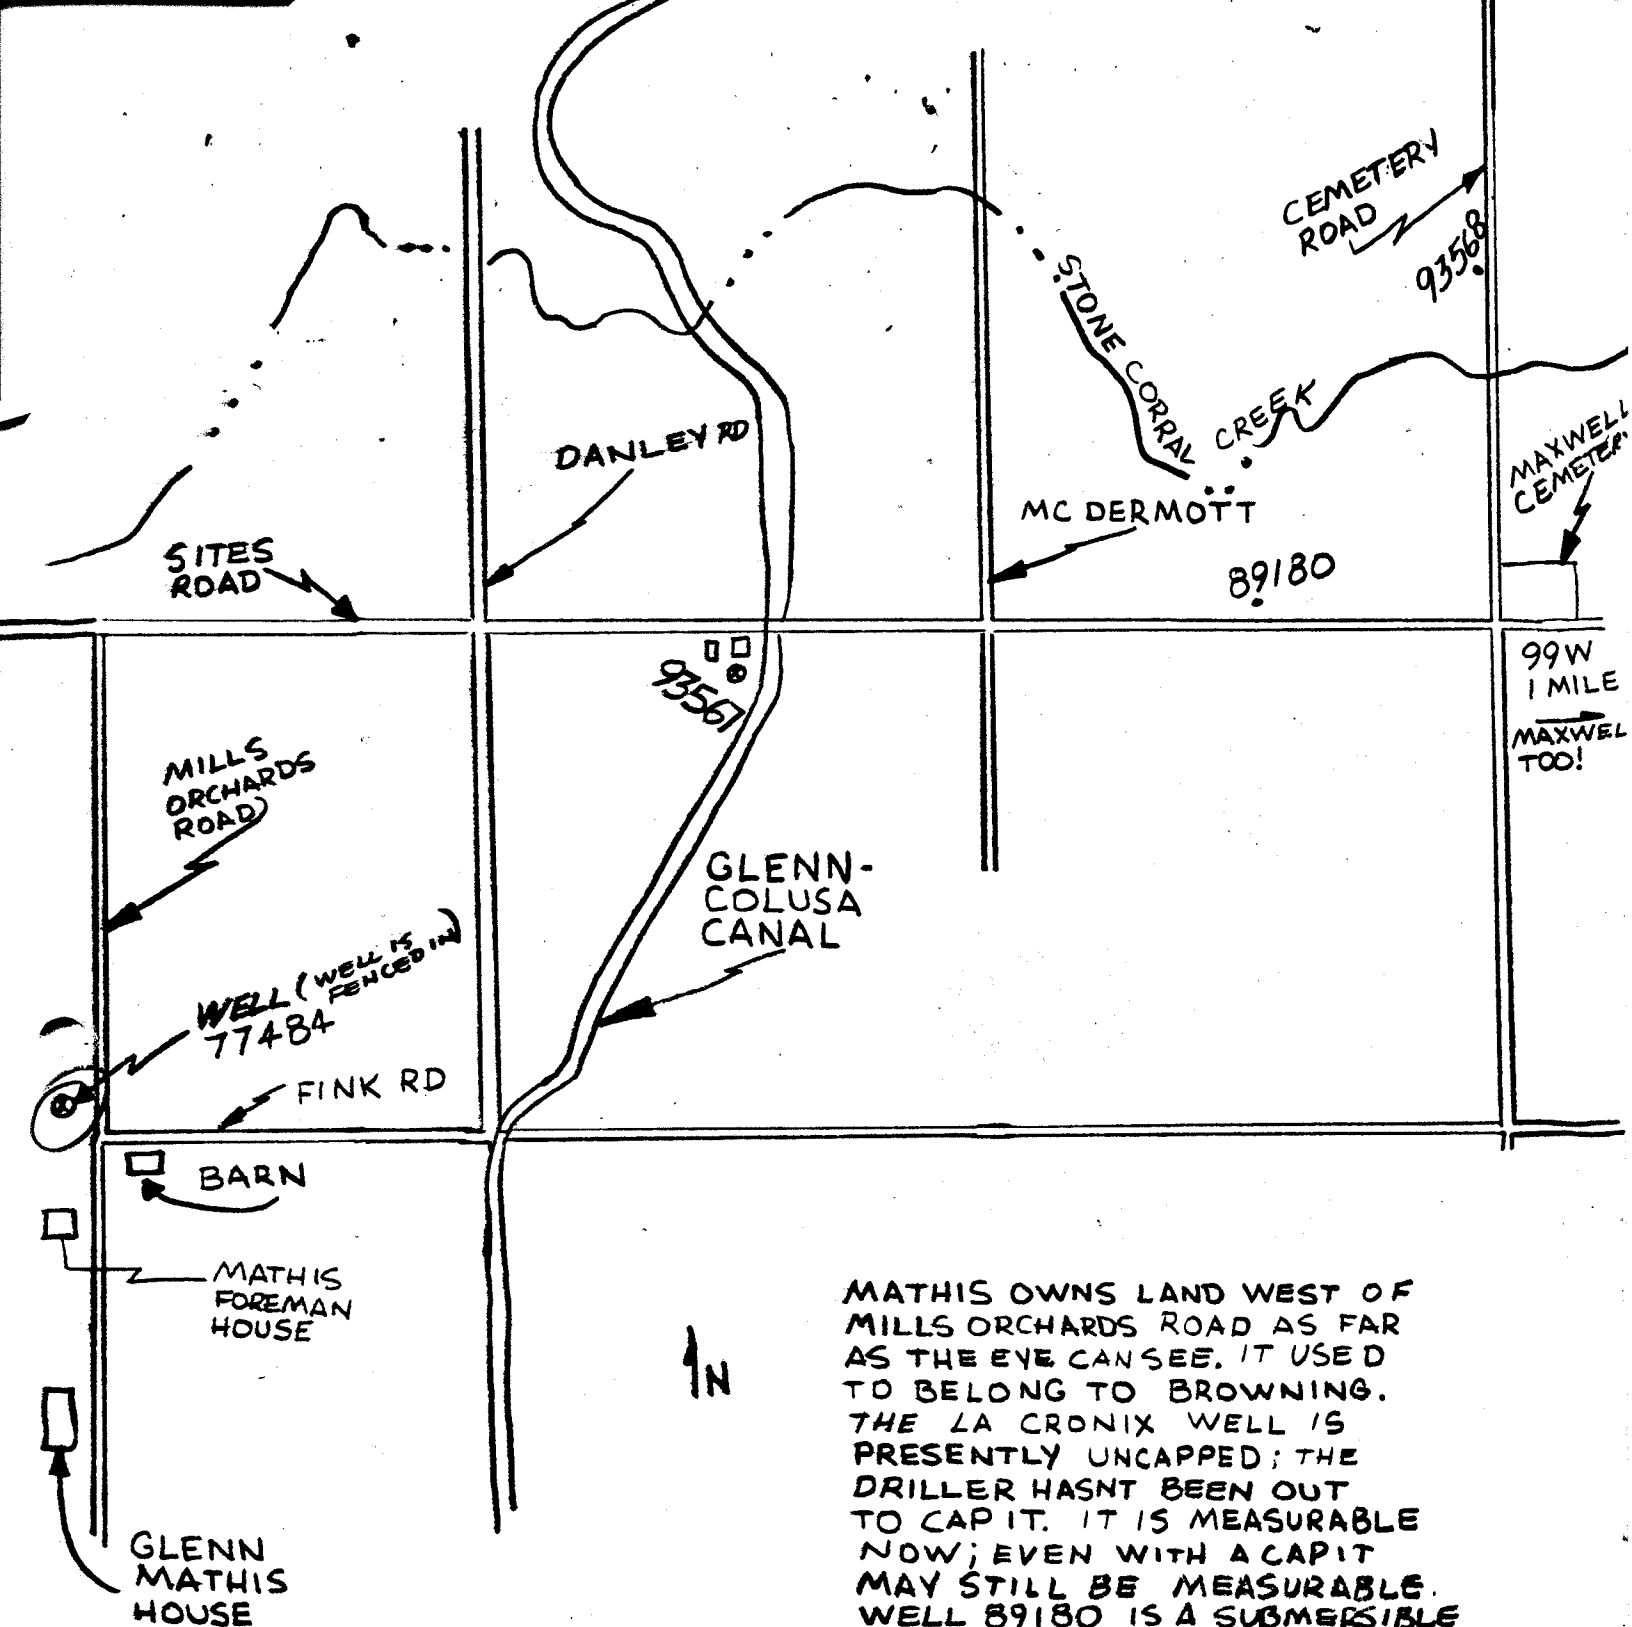 CEMETERY
ROAD
93568
STONE CORRAL
CREEK
DANLEY RD
MAXWELL
CEMETERY
MC DERMOTT
SITES
ROAD
89180
93567
99W
1 MILE
MAXWEL
TOO!
MILLS
ORCHARDS
ROAD
GLENN-
COLUSA
CANAL
WELL (WELL IS
FENCED IN)
77484
FINK RD
BARN
MATHIS
FOREMAN
HOUSE
N
GLENN
MATHIS
HOUSE
MATHIS OWNS LAND WEST OF
MILLS ORCHARDS ROAD AS FAR
AS THE EYE CAN SEE. IT USED
TO BELONG TO BROWNING.
THE LA CRONIX WELL IS
PRESENTLY UNCAPPED; THE
DRILLER HASNT BEEN OUT
TO CAP IT. IT IS MEASURABLE
NOW; EVEN WITH A CAP IT
MAY STILL BE MEASURABLE.
WELL 89180 IS A SUBMERSIBLE